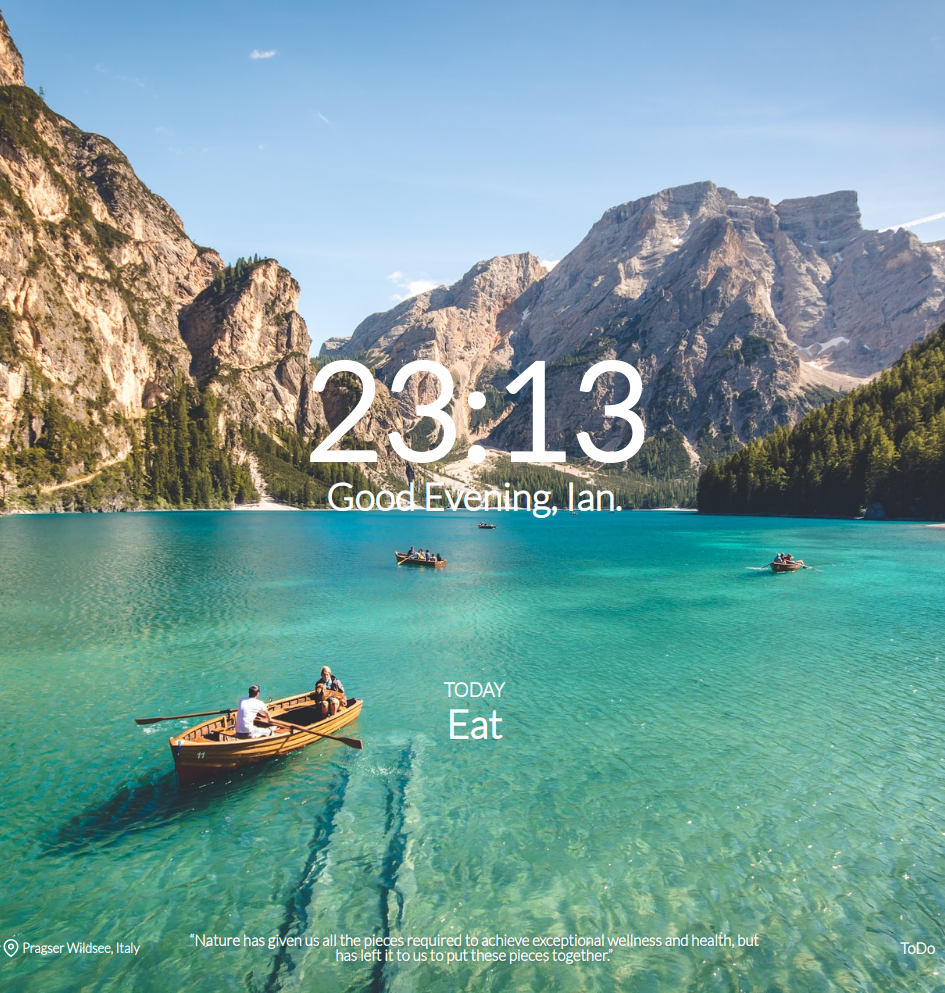 23:13
Good Evening, Ian.
TODAY
Eat
11
Pragser Wildsee, Italy
“Nature has given us all the pieces required to achieve exceptional wellness and health, but
has left it to us to put these pieces together.”
ToDo